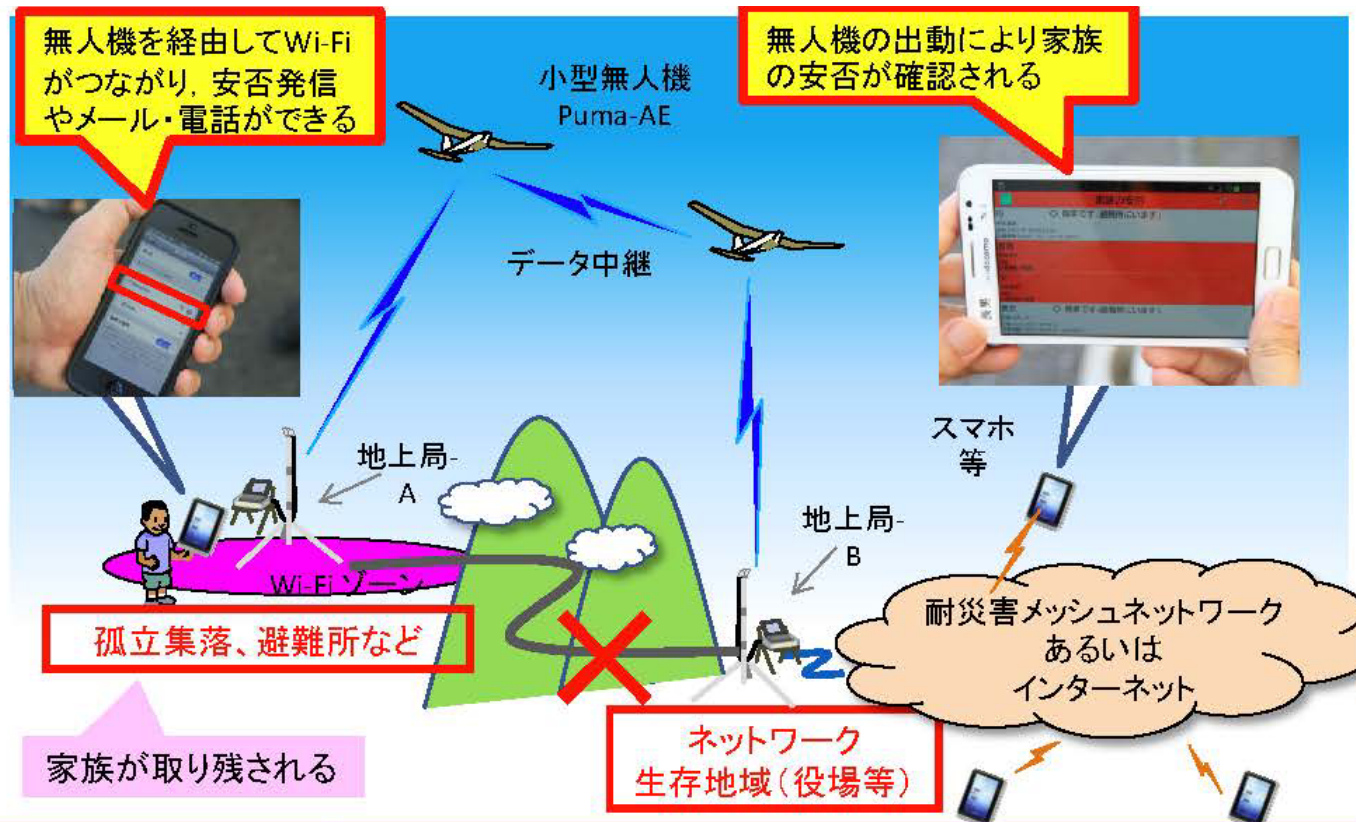 無人機を経由してWi-Fi
がつながり,安否発信
やメール・電話ができる
小型無人機
Puma-AE
無人機の出動により家族
の安否が確認される
データ中継
地上局-
A
スマホ
等
地上局-
B
Wi-Fiゾーン
孤立集落、避難所など
耐災害メッシュネットワーク
あるいは
インターネット
家族が取り残される
ネットワーク
生存地域(役場等)
docomo